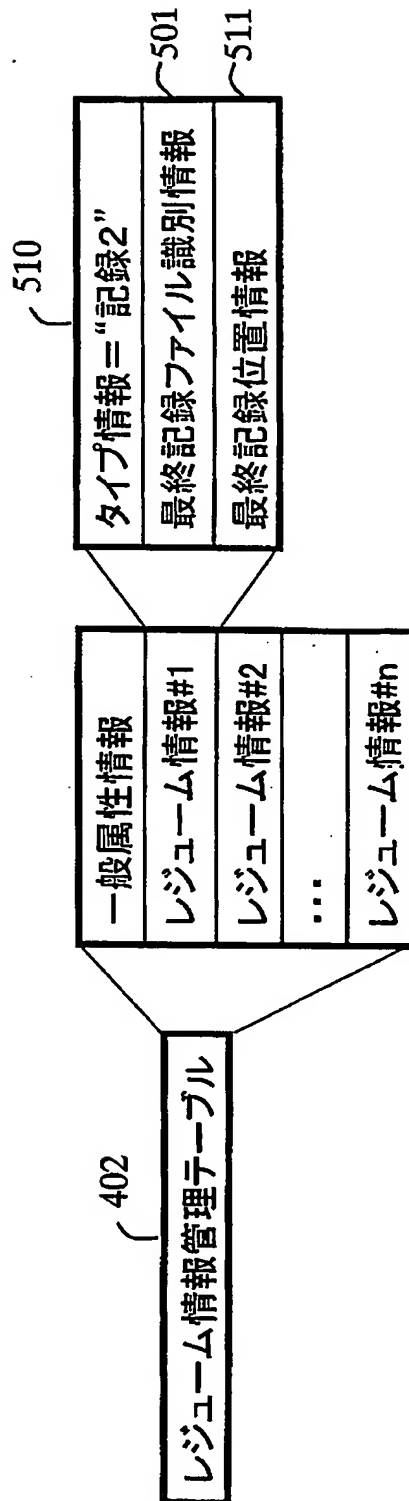 402
レジューム情報管理テーブル
一般属性情報
レジューム情報#1
レジューム情報#2
...
レジューム情報#n
510
タイプ情報=“記録2”
最終記録ファイル識別情報
501
最終記録位置情報
511